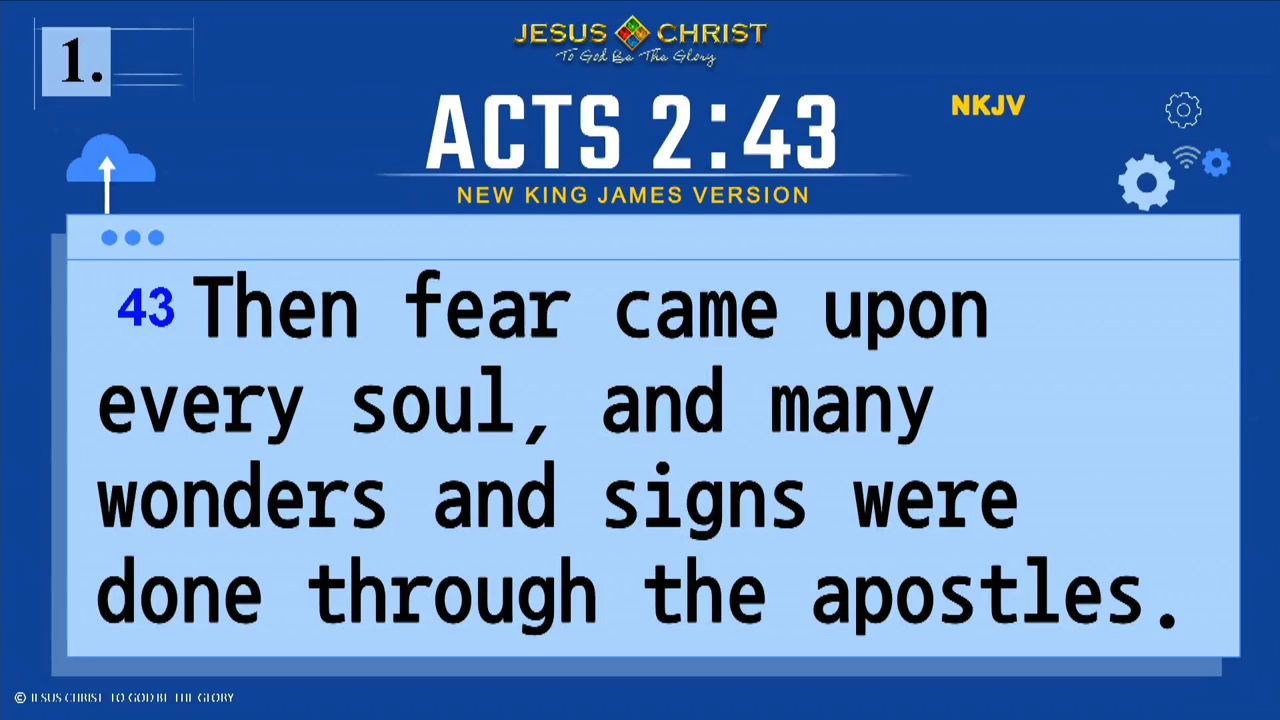 1.
JESUS CHRIST
To God Be The Glory
ACTS 2:43
NKJV
NEW KING JAMES VERSION
43 Then fear came upon
every soul, and many
wonders and signs were
done through the apostles.
© JESUS CHRIST TO GOD BE THE GLORY